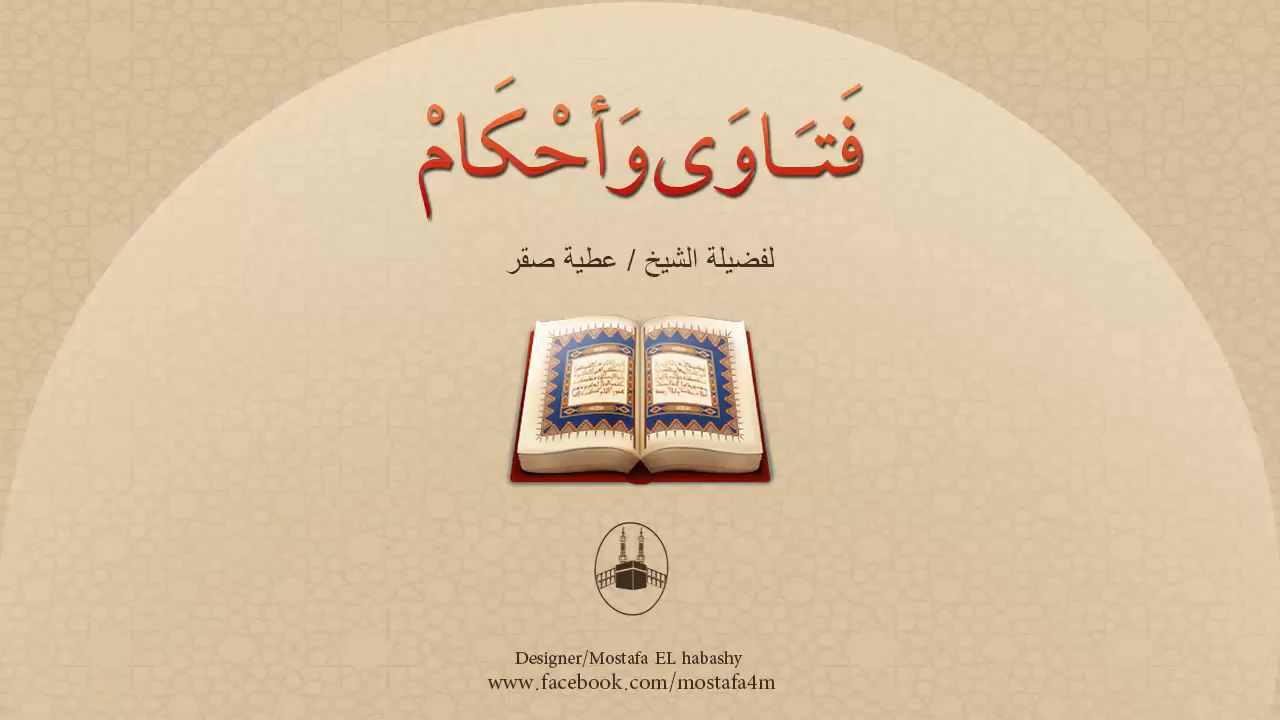 فَتَـاوَى وَأَحْكَامْ
لفضيلة الشيخ / عطية صقر
Designer/Mostafa EL habashy
www.facebook.com/mostafa4m